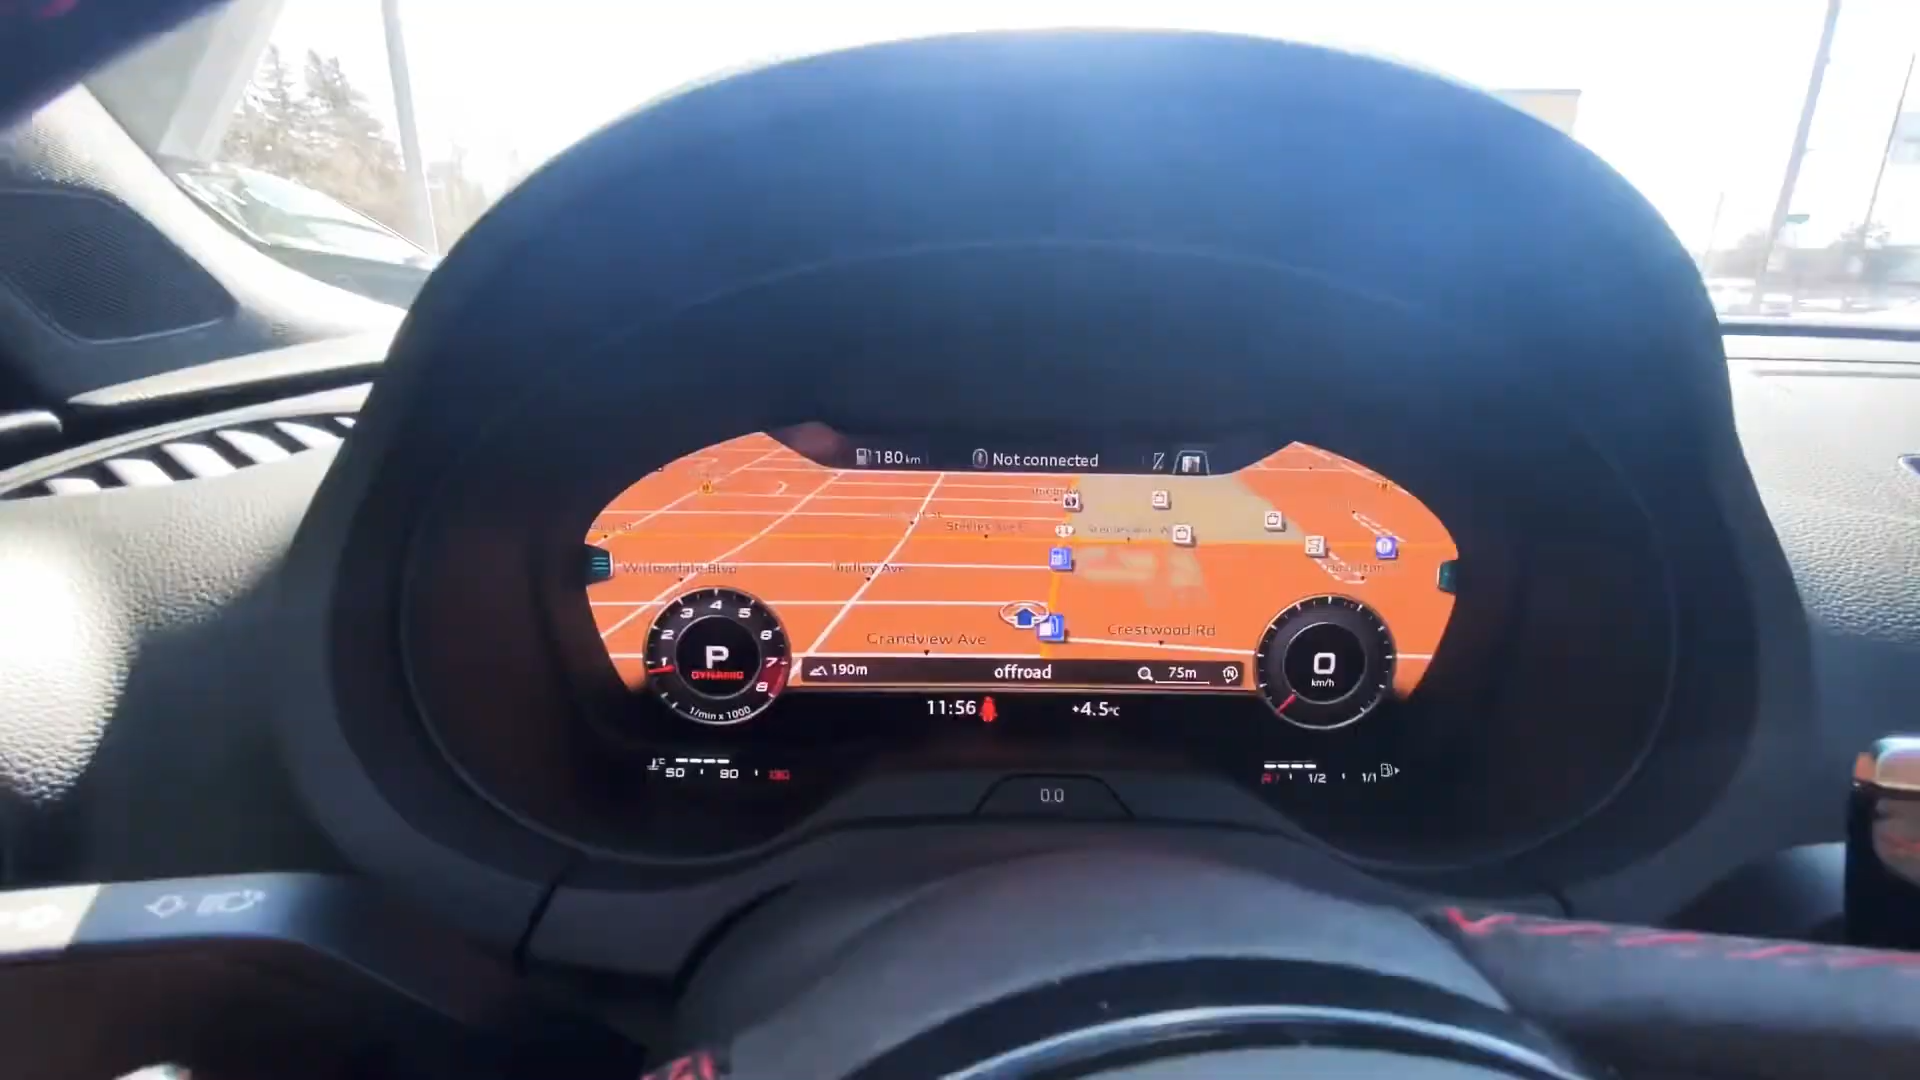 180 km
Not connected
Steeles Ave E
Willowdale Blvd
Grandview Ave
Crestwood Rd
190m
offroad
75m
N
1 2 3 4 5 6 7 8
P
DYNAMIC
1/min x 1000
0
km/h
11:56
+4.5°C
°C
50 90 130
R 1/2 1/1
0.0